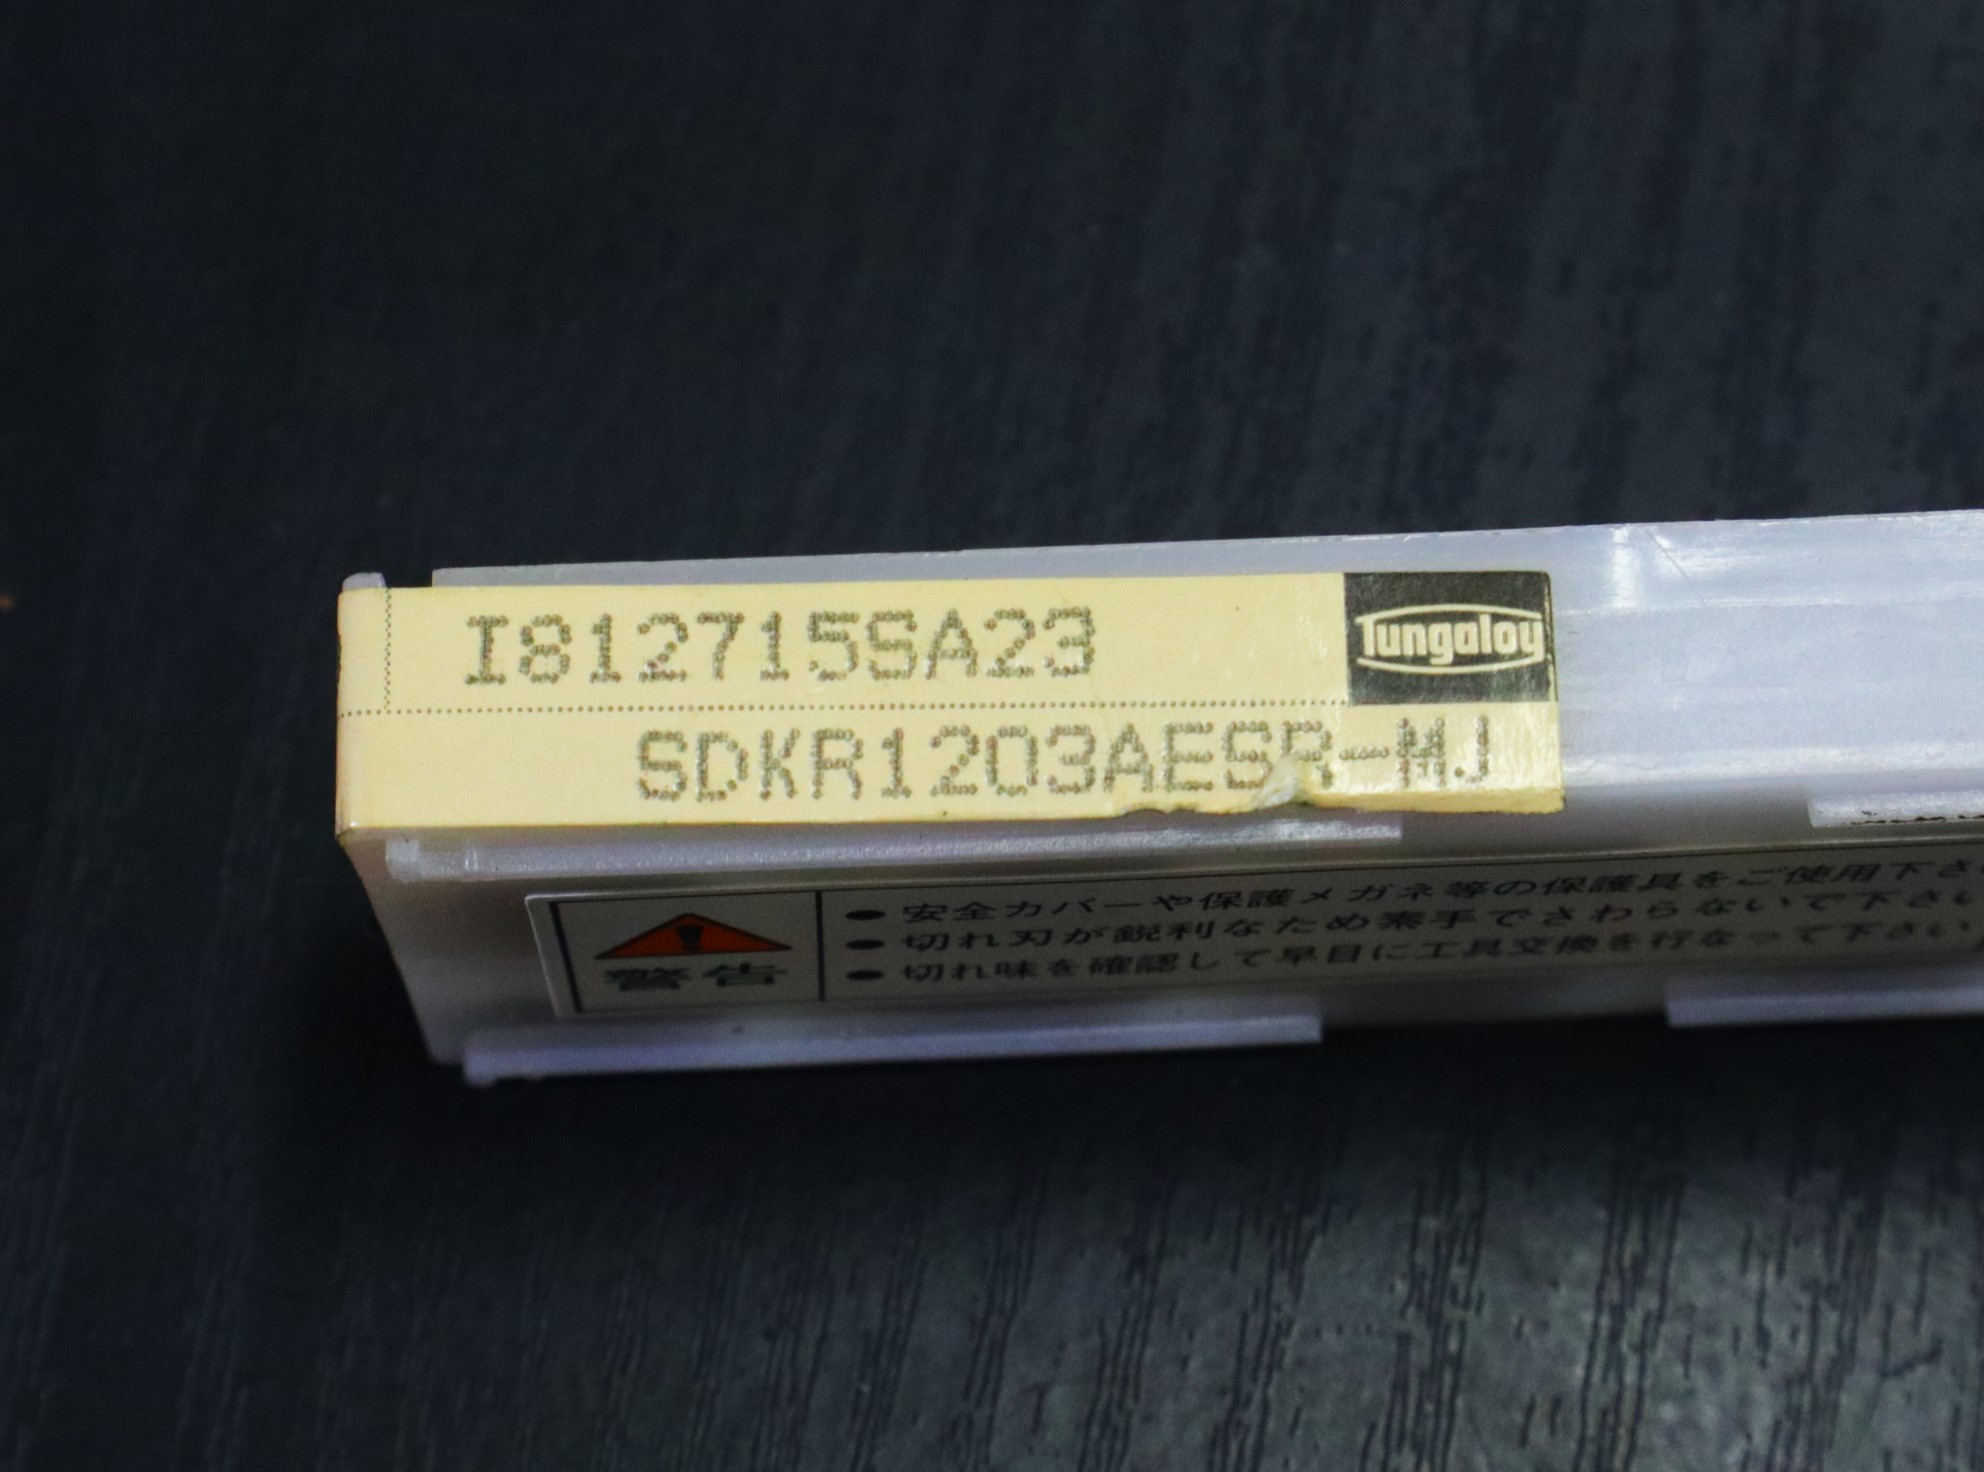 I812715SA23
Tungaloy
SDKR1203AESR-MJ
警告
● 安全カバーや保護メガネ等の保護具をご使用下さ
● 切れ刃が鋭利なため素手でさわらないで下さい
● 切れ味を確認して早目に工具交換を行なって下さい